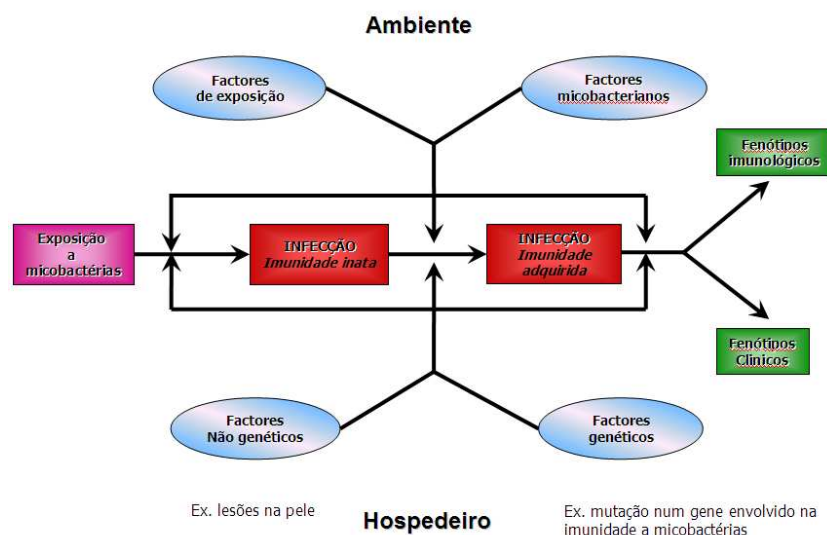 Ambiente
Factores
de exposição
Factores
micobacterianos
Fenótipos
imunológicos
Exposição
a
micobactérias
INFECÇÃO
Imunidade inata
INFECÇÃO
Imunidade
adquirida
Fenótipos
Clinicos
Factores
Não genéticos
Factores
genéticos
Ex. lesões na pele
Hospedeiro
Ex. mutação num gene envolvido na
imunidade a micobactérias